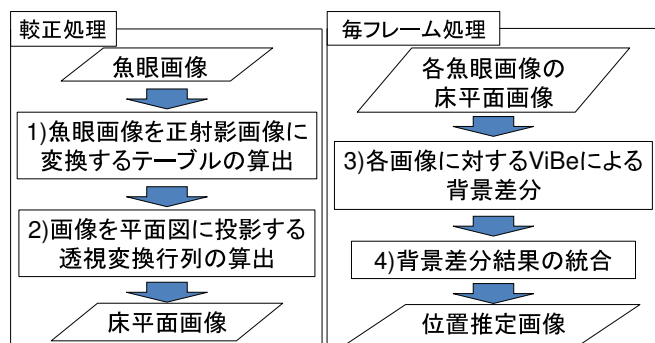 較正処理
魚眼画像
1)魚眼画像を正射影画像に
変換するテーブルの算出
2)画像を平面図に投影する
透視変換行列の算出
床平面画像
毎フレーム処理
各魚眼画像の
床平面画像
3)各画像に対するViBeによる
背景差分
4)背景差分結果の統合
位置推定画像